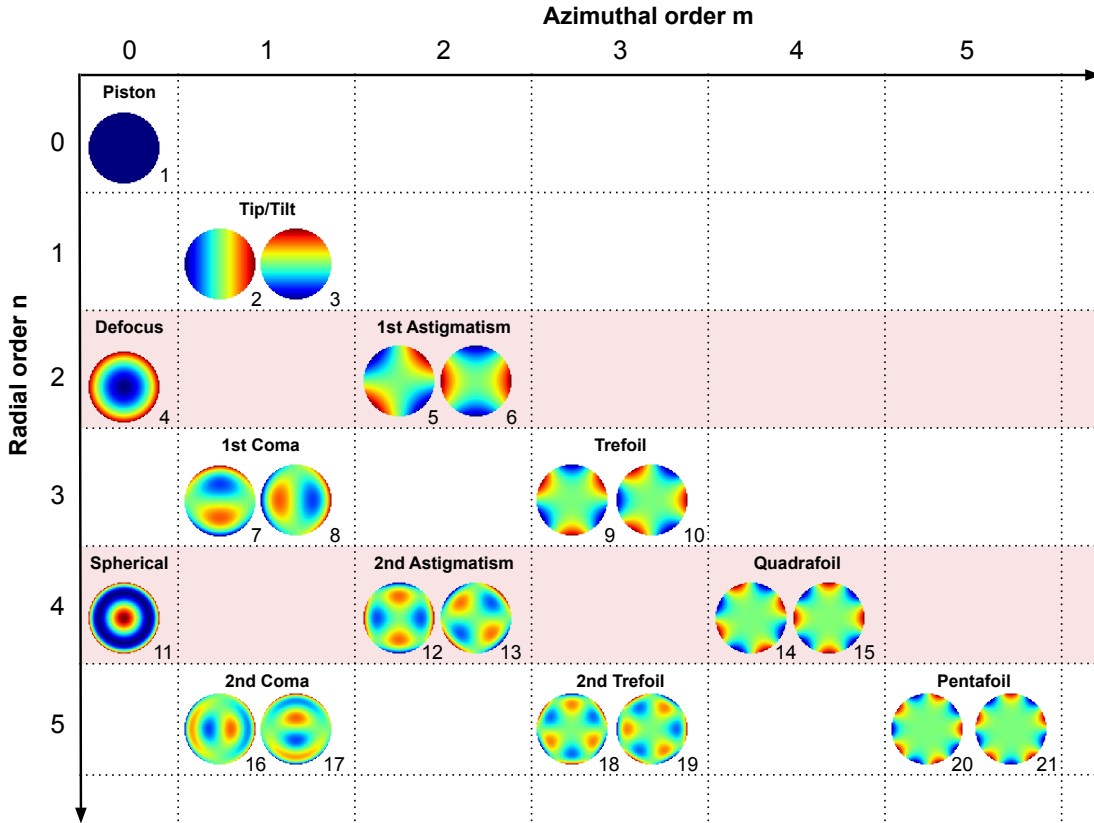 Azimuthal order m
0 1 2 3 4 5
Radial order n
Piston
0
1
Tip/Tilt
1
2 3
Defocus 1st Astigmatism
2
4 5 6
1st Coma Trefoil
3
7 8 9 10
Spherical 2nd Astigmatism Quadrafoil
4
11 12 13 14 15
2nd Coma 2nd Trefoil Pentafoil
5
16 17 18 19 20 21